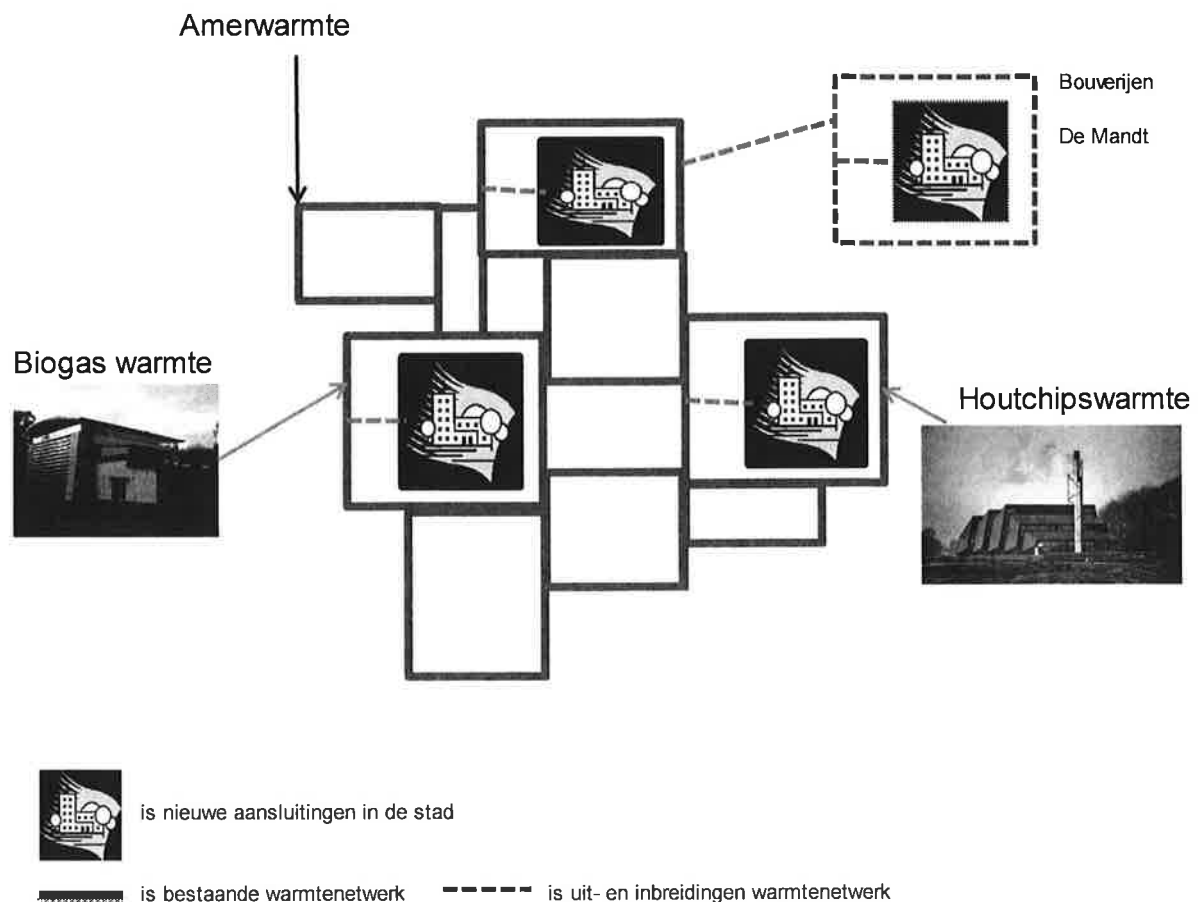 Amerwarmte
Bouverijen
De Mandt
Biogas warmte
Houtchipswarmte
is nieuwe aansluitingen in de stad
is bestaande warmtenetwerk
is uit- en inbreidingen warmtenetwerk